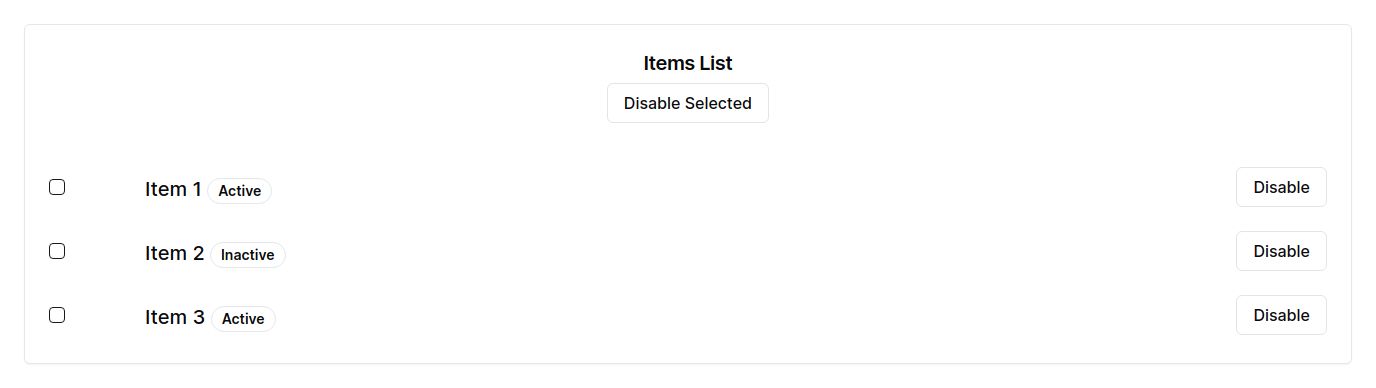 Items List
Disable Selected
Item 1 Active Disable
Item 2 Inactive Disable
Item 3 Active Disable